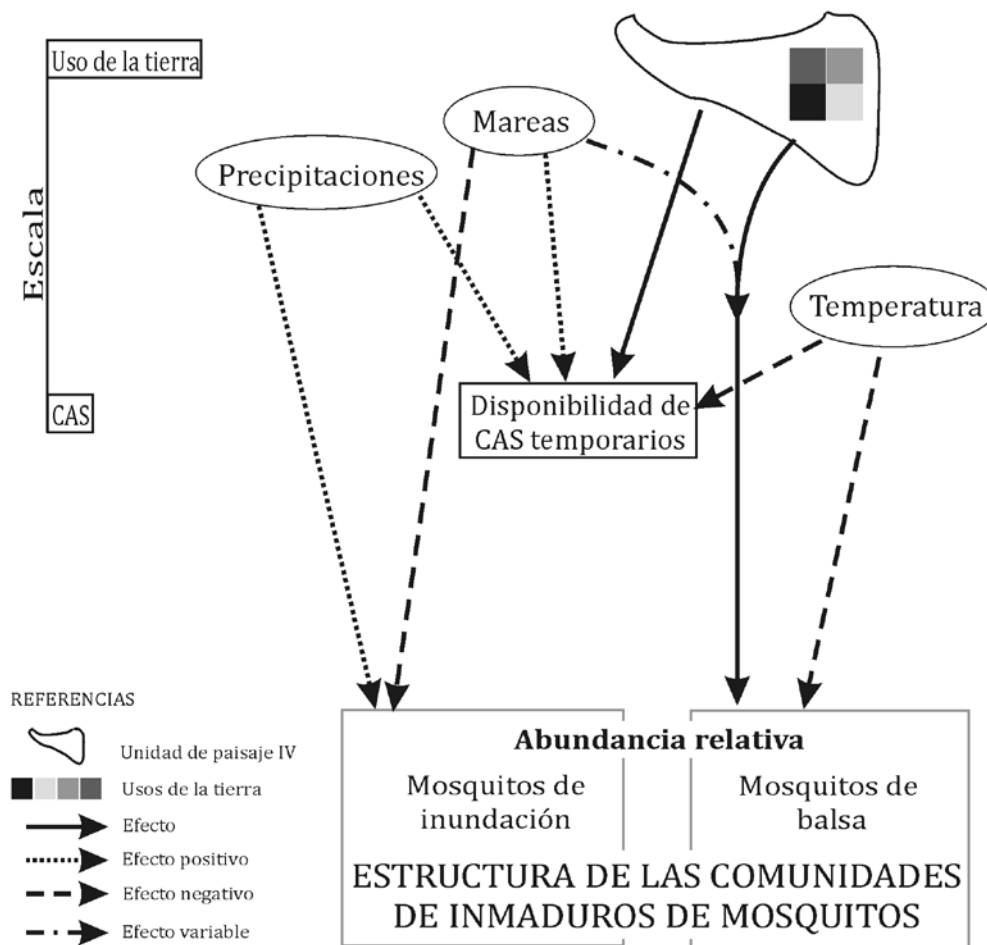 Uso de la tierra
Escala
CAS
Mareas
Precipitaciones
Temperatura
Disponibilidad de
CAS temporarios
REFERENCIAS
Unidad de paisaje IV
Usos de la tierra
Efecto
Efecto positivo
Efecto negativo
Efecto variable
Abundancia relativa
Mosquitos de
inundación
Mosquitos de
balsa
ESTRUCTURA DE LAS COMUNIDADES
DE INMADUROS DE MOSQUITOS